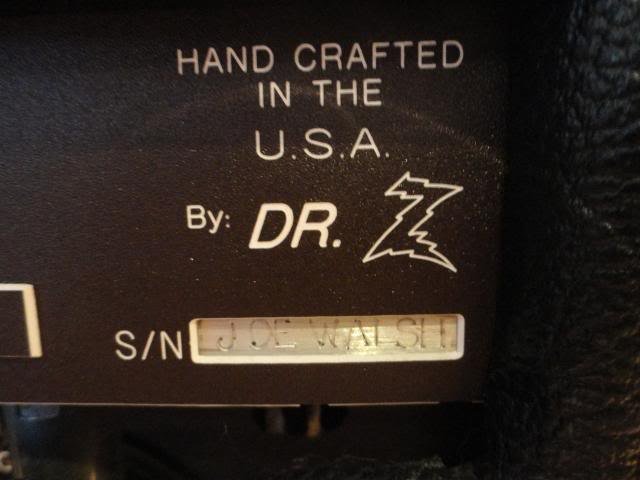 HAND CRAFTED
IN THE
U.S.A.
By: DR. Z
S/N JOE WALSH